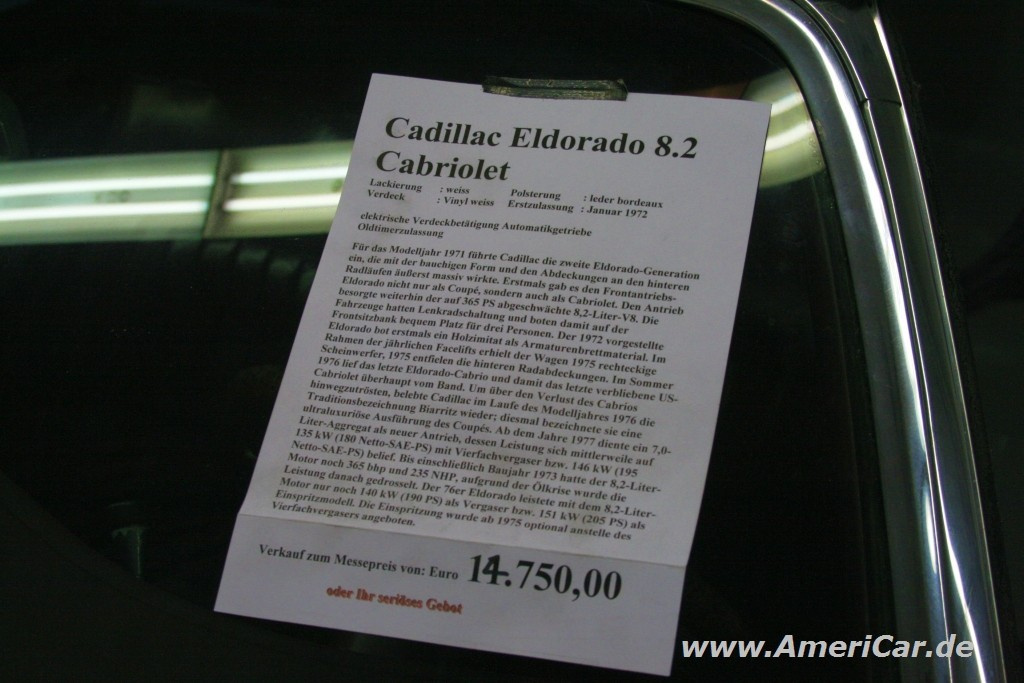 Cadillac Eldorado 8.2
Cabriolet
Lackierung : weiss Polsterung : leder bordeaux
Verdeck : Vinyl weiss Erstzulassung : Januar 1972
elektrische Verdeckbetätigung Automatikgetriebe
Oldtimerzulassung
Für das Modelljahr 1971 führte Cadillac die zweite Eldorado-Generation
ein, die mit der bauchigen Form und den Abdeckungen an den hinteren
Radläufen äußerst massiv wirkte. Erstmals gab es den Frontantriebs-
Eldorado nicht nur als Coupé, sondern auch als Cabriolet. Den Antrieb
besorgte weiterhin der auf 365 PS abgeschwächte 8,2-Liter-V8. Die
Fahrzeuge hatten Lenkradschaltung und boten damit auf der
Frontsitzbank bequem Platz für drei Personen. Der 1972 vorgestellte
Eldorado bot erstmals ein Holzimitat als Armaturenbrettmaterial. Im
Rahmen der jährlichen Facelifts erhielt der Wagen 1975 rechteckige
Scheinwerfer, 1975 entfielen die hinteren Radabdeckungen. Im Sommer
1976 lief das letzte Eldorado-Cabrio und damit das letzte verbliebene US-
Cabriolet überhaupt vom Band. Um über den Verlust des Cabrios
hinwegzutrösten, belebte Cadillac im Laufe des Modelljahres 1976 die
Traditionsbezeichnung Biarritz wieder; diesmal bezeichnete sie eine
ultraluxuriöse Ausführung des Coupés. Ab dem Jahre 1977 diente ein 7,0-
Liter-Aggregat als neuer Antrieb, dessen Leistung sich mittlerweile auf
135 kW (180 Netto-SAE-PS) mit Vierfachvergaser bzw. 146 kW (195
Netto-SAE-PS) belief. Bis einschließlich Baujahr 1973 hatte der 8,2-Liter-
Motor noch 365 bhp und 235 NHP, aufgrund der Ölkrise wurde die
Leistung danach gedrosselt. Der 76er Eldorado leistete mit dem 8,2-Liter-
Motor nur noch 140 kW (190 PS) als Vergaser bzw. 151 kW (205 PS) als
Einspritzmodell. Die Einspritzung wurde ab 1975 optional anstelle des
Vierfachvergasers angeboten.
Verkauf zum Messepreis von: Euro 14.750,00
oder Ihr seriöses Gebot
www.AmeriCar.de